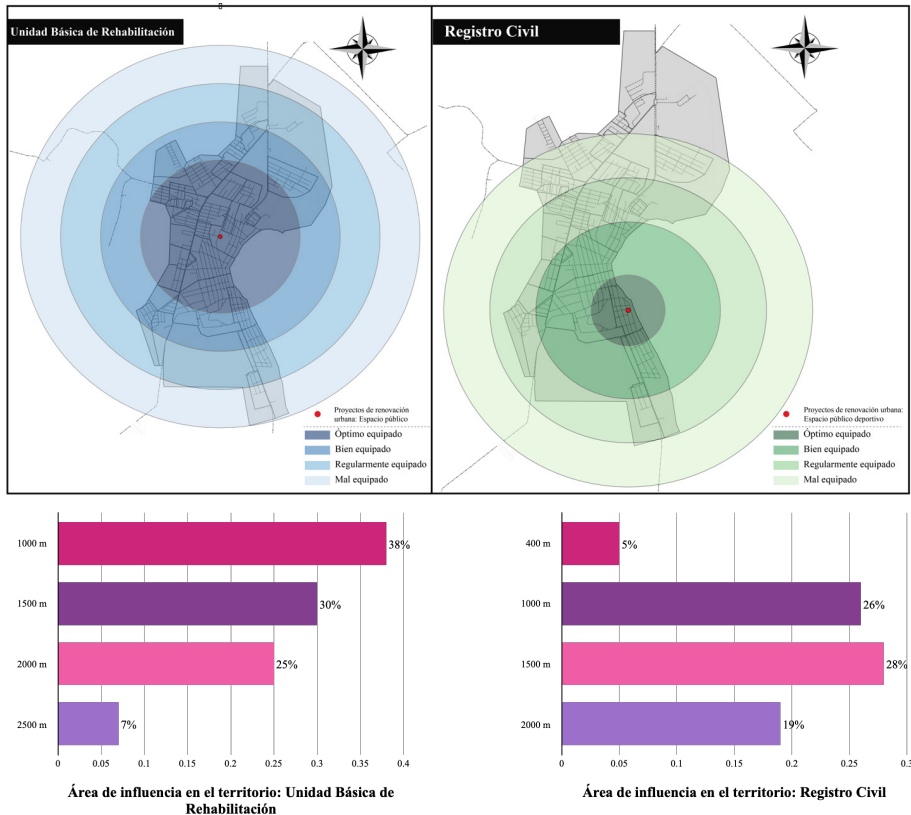 Unidad Básica de Rehabilitación
Proyectos de renovación
urbana: Espacio público
Óptimo equipado
Bien equipado
Regularmente equipado
Mal equipado
Registro Civil
Proyectos de renovación urbana:
Espacio público deportivo
Óptimo equipado
Bien equipado
Regularmente equipado
Mal equipado
1000 m
38%
1500 m
30%
2000 m
25%
2500 m
7%
0 0.05 0.1 0.15 0.2 0.25 0.3 0.35 0.4
Área de influencia en el territorio: Unidad Básica de
Rehabilitación
400 m
5%
1000 m
26%
1500 m
28%
2000 m
19%
0 0.05 0.1 0.15 0.2 0.25 0.3
Área de influencia en el territorio: Registro Civil